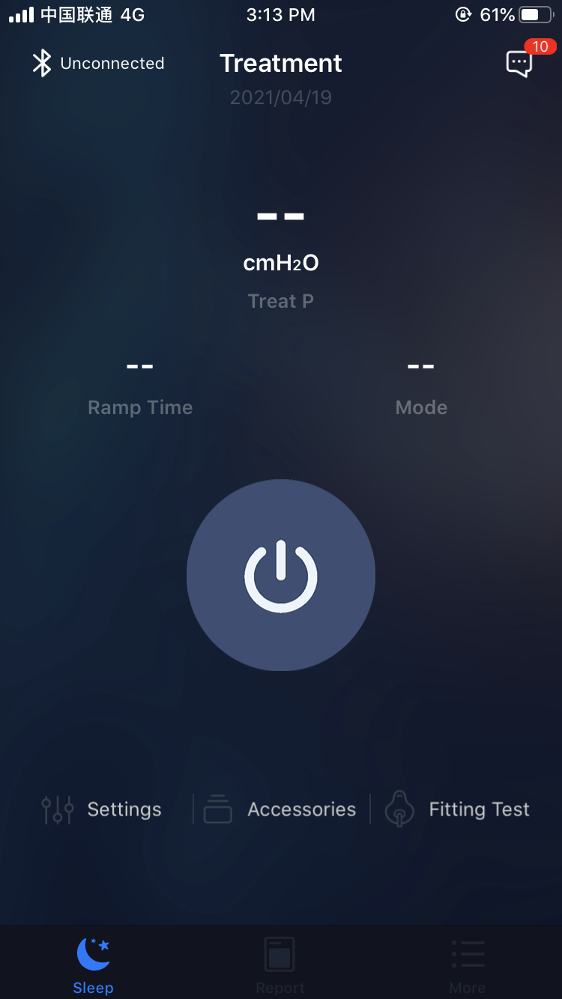 中国联通 4G 3:13 PM 61%
Unconnected Treatment 10
2021/04/19
--
cmH₂O
Treat P
-- --
Ramp Time Mode
Settings Accessories Fitting Test
Sleep Report More